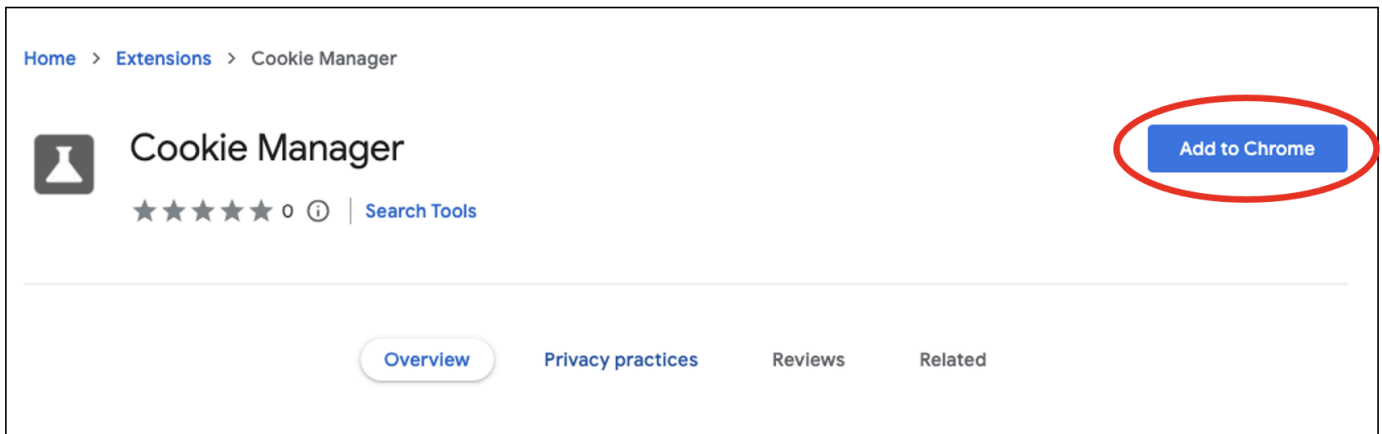 Home > Extensions > Cookie Manager
Cookie Manager
Add to Chrome
0 | Search Tools
Overview
Privacy practices
Reviews
Related